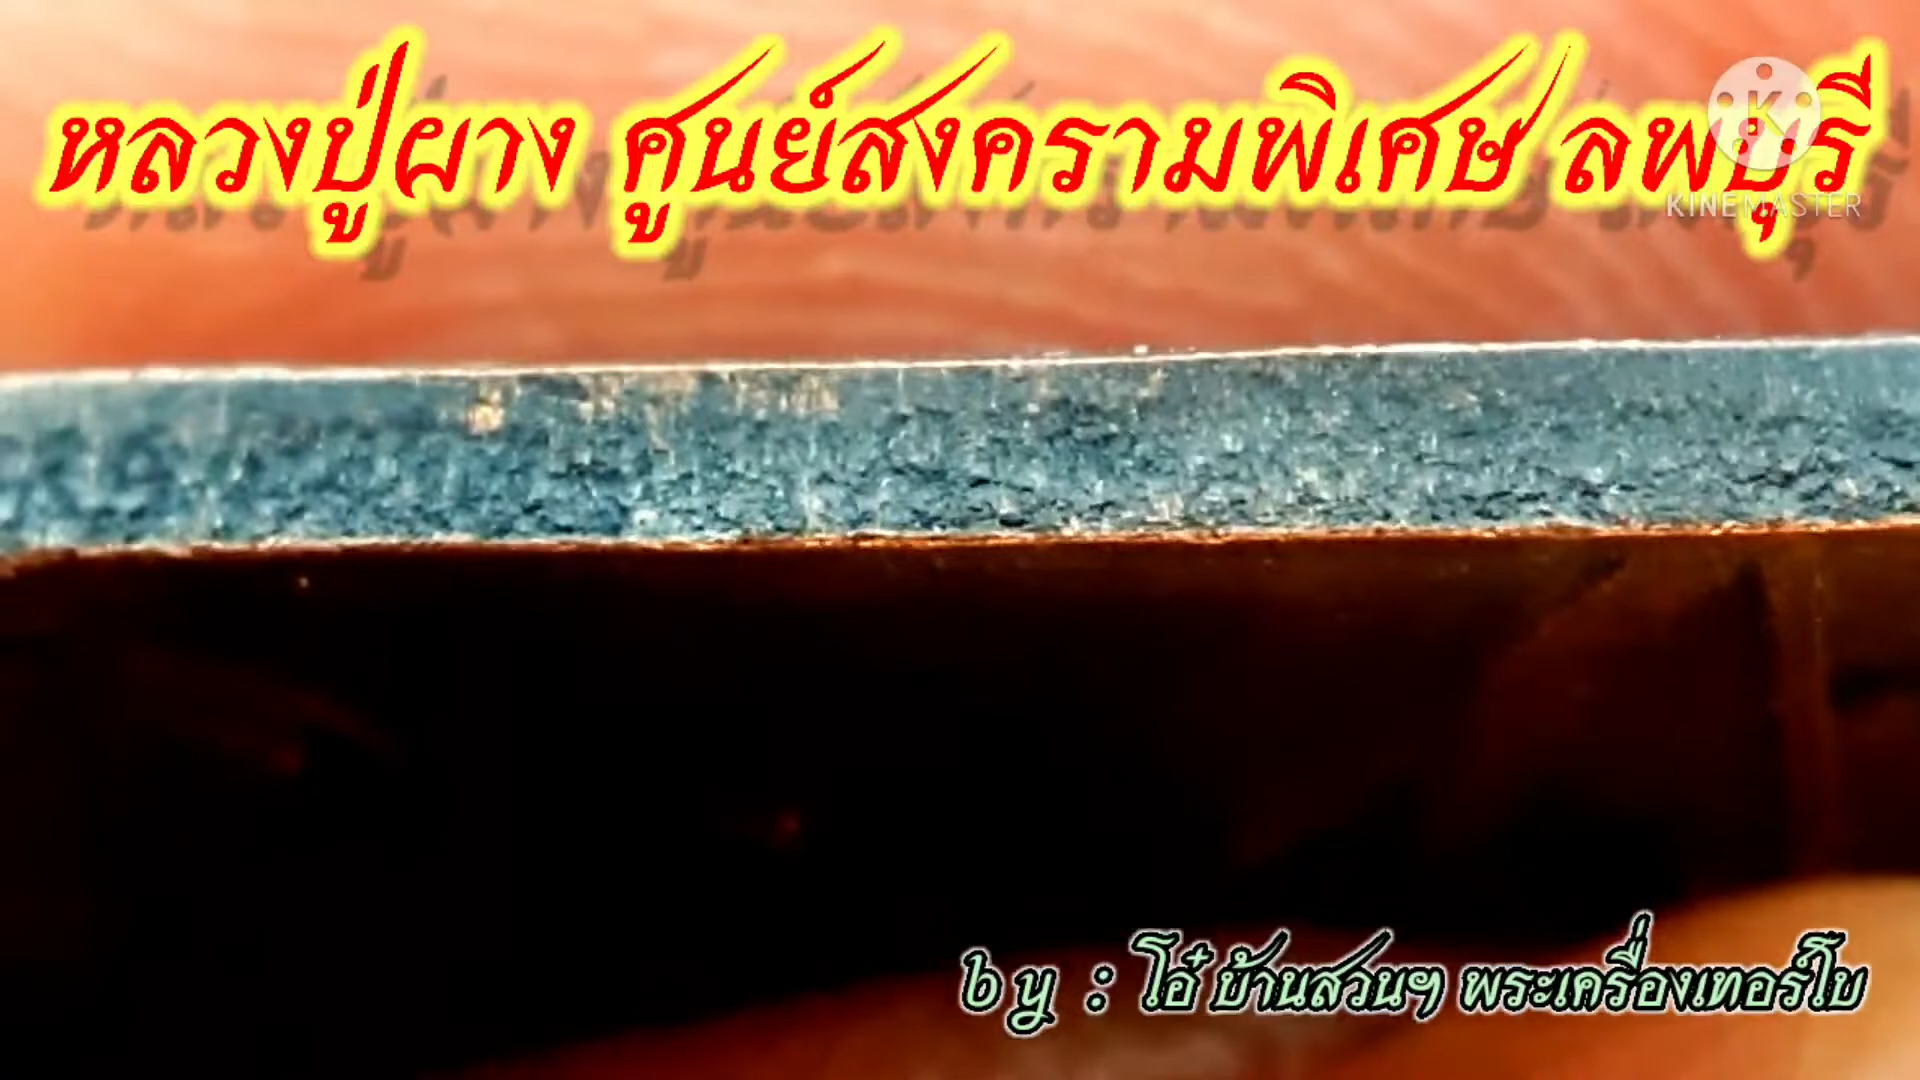 หลวงปู่ผาง ศูนย์สงครามพิเศษ ลพบุรี
KINEMASTER
by : โอ๋ บ้านสวนฯ พระเครื่องเทอร์โบ